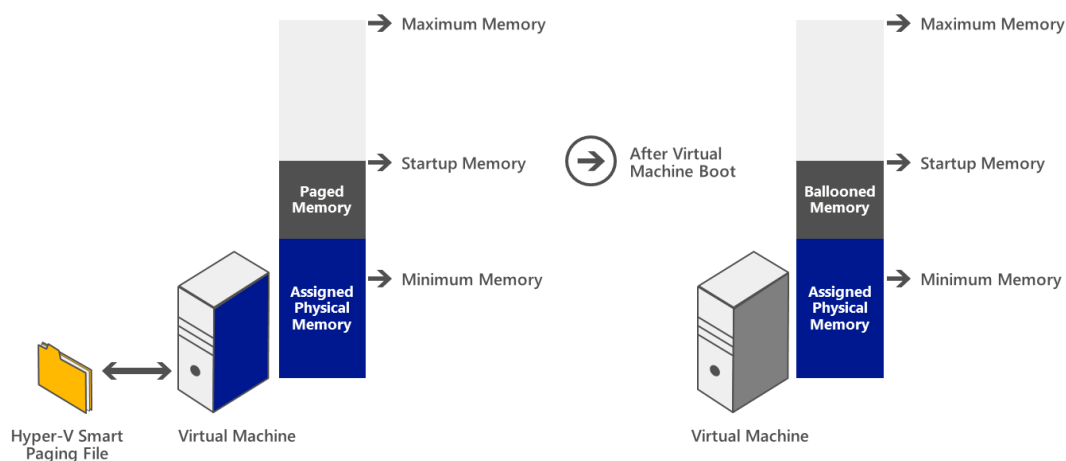 Maximum Memory
Startup Memory
Paged
Memory
Minimum Memory
Assigned
Physical
Memory
Hyper-V Smart
Paging File
Virtual Machine
After Virtual
Machine Boot
Maximum Memory
Startup Memory
Ballooned
Memory
Minimum Memory
Assigned
Physical
Memory
Virtual Machine